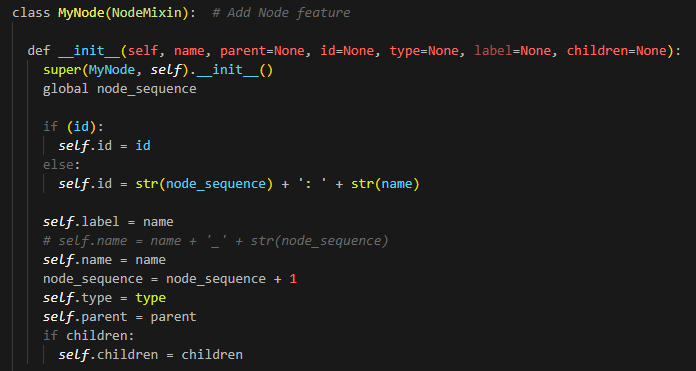 class MyNode(NodeMixin):  # Add Node feature
def __init__(self, name, parent=None, id=None, type=None, label=None, children=None):
super(MyNode, self).__init__()
global node_sequence
if (id):
self.id = id
else:
self.id = str(node_sequence) + ': ' + str(name)
self.label = name
# self.name = name + '_' + str(node_sequence)
self.name = name
node_sequence = node_sequence + 1
self.type = type
self.parent = parent
if children:
self.children = children